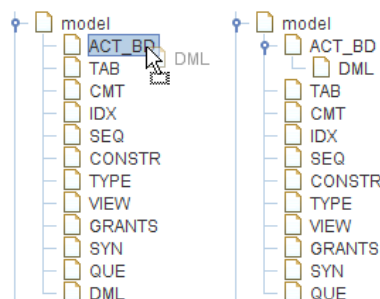 model
ACT_BD
DML
TAB
CMT
IDX
SEQ
CONSTR
TYPE
VIEW
GRANTS
SYN
QUE
DML
model
ACT_BD
DML
TAB
CMT
IDX
SEQ
CONSTR
TYPE
VIEW
GRANTS
SYN
QUE